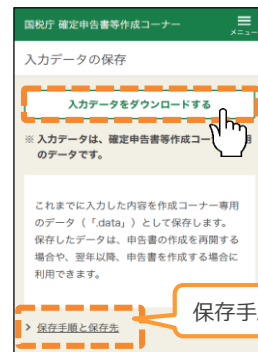 国税庁 確定申告書等作成コーナー
メニュー
入力データの保存
入力データをダウンロードする
※ 入力データは、確定申告書等作成コー
のデータです。
これまでに入力した内容を作成コーナー専用
のデータ（「.data」）として保存します。
保存したデータは、申告書の作成を再開する
場合や、翌年以降、申告書を作成する場合に
利用できます。
保存手
> 保存手順と保存先